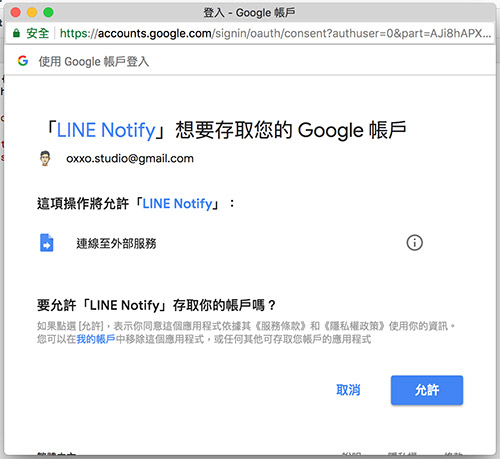 登入 - Google 帳戶
安全 https://accounts.google.com/signin/oauth/consent?authuser=0&part=AJi8hAPX...
使用 Google 帳戶登入
「LINE Notify」想要存取您的 Google 帳戶
oxxo.studio@gmail.com
這項操作將允許「LINE Notify」：
連線至外部服務
要允許「LINE Notify」存取你的帳戶嗎？
如果點選 [允許]，表示你同意這個應用程式依據其《服務條款》和《隱私權政策》使用你的資訊。
您可以在我的帳戶中移除這個應用程式，或任何其他可存取您帳戶的應用程式
取消 允許